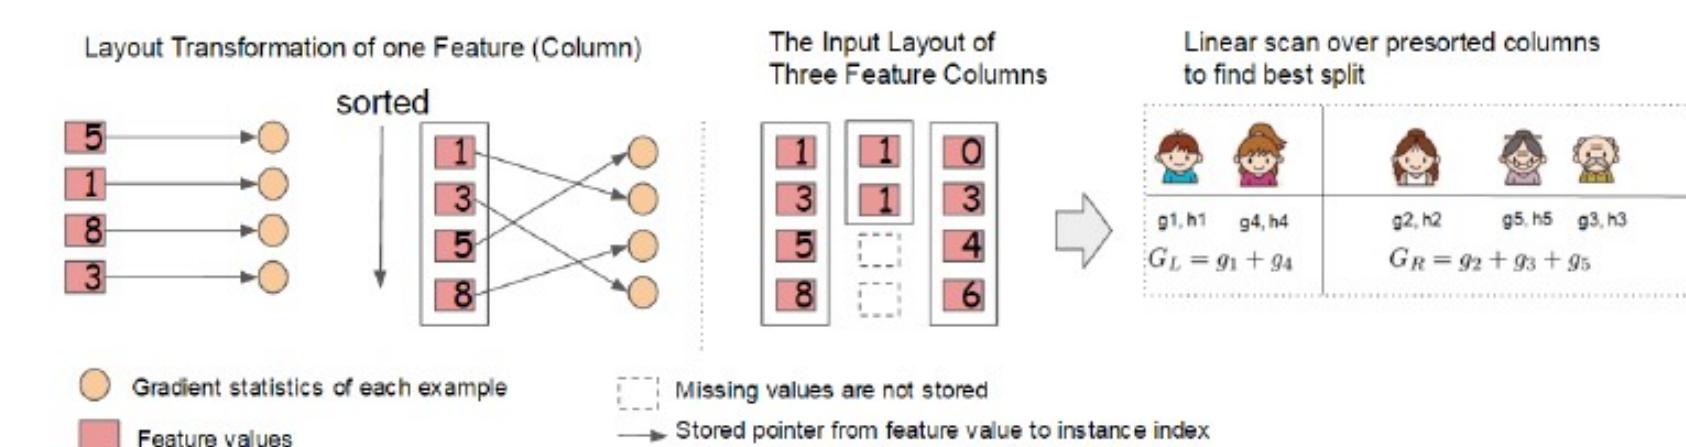 Layout Transformation of one Feature (Column)
sorted
5
1
8
3
1
3
5
8
The Input Layout of
Three Feature Columns
1 1 0
3 1 3
5 4
8 6
Linear scan over presorted columns
to find best split
g1, h1 g4, h4 g2, h2 g5, h5 g3, h3
G_L = g_1 + g_4 G_R = g_2 + g_3 + g_5
Gradient statistics of each example
Feature values
Missing values are not stored
Stored pointer from feature value to instance index